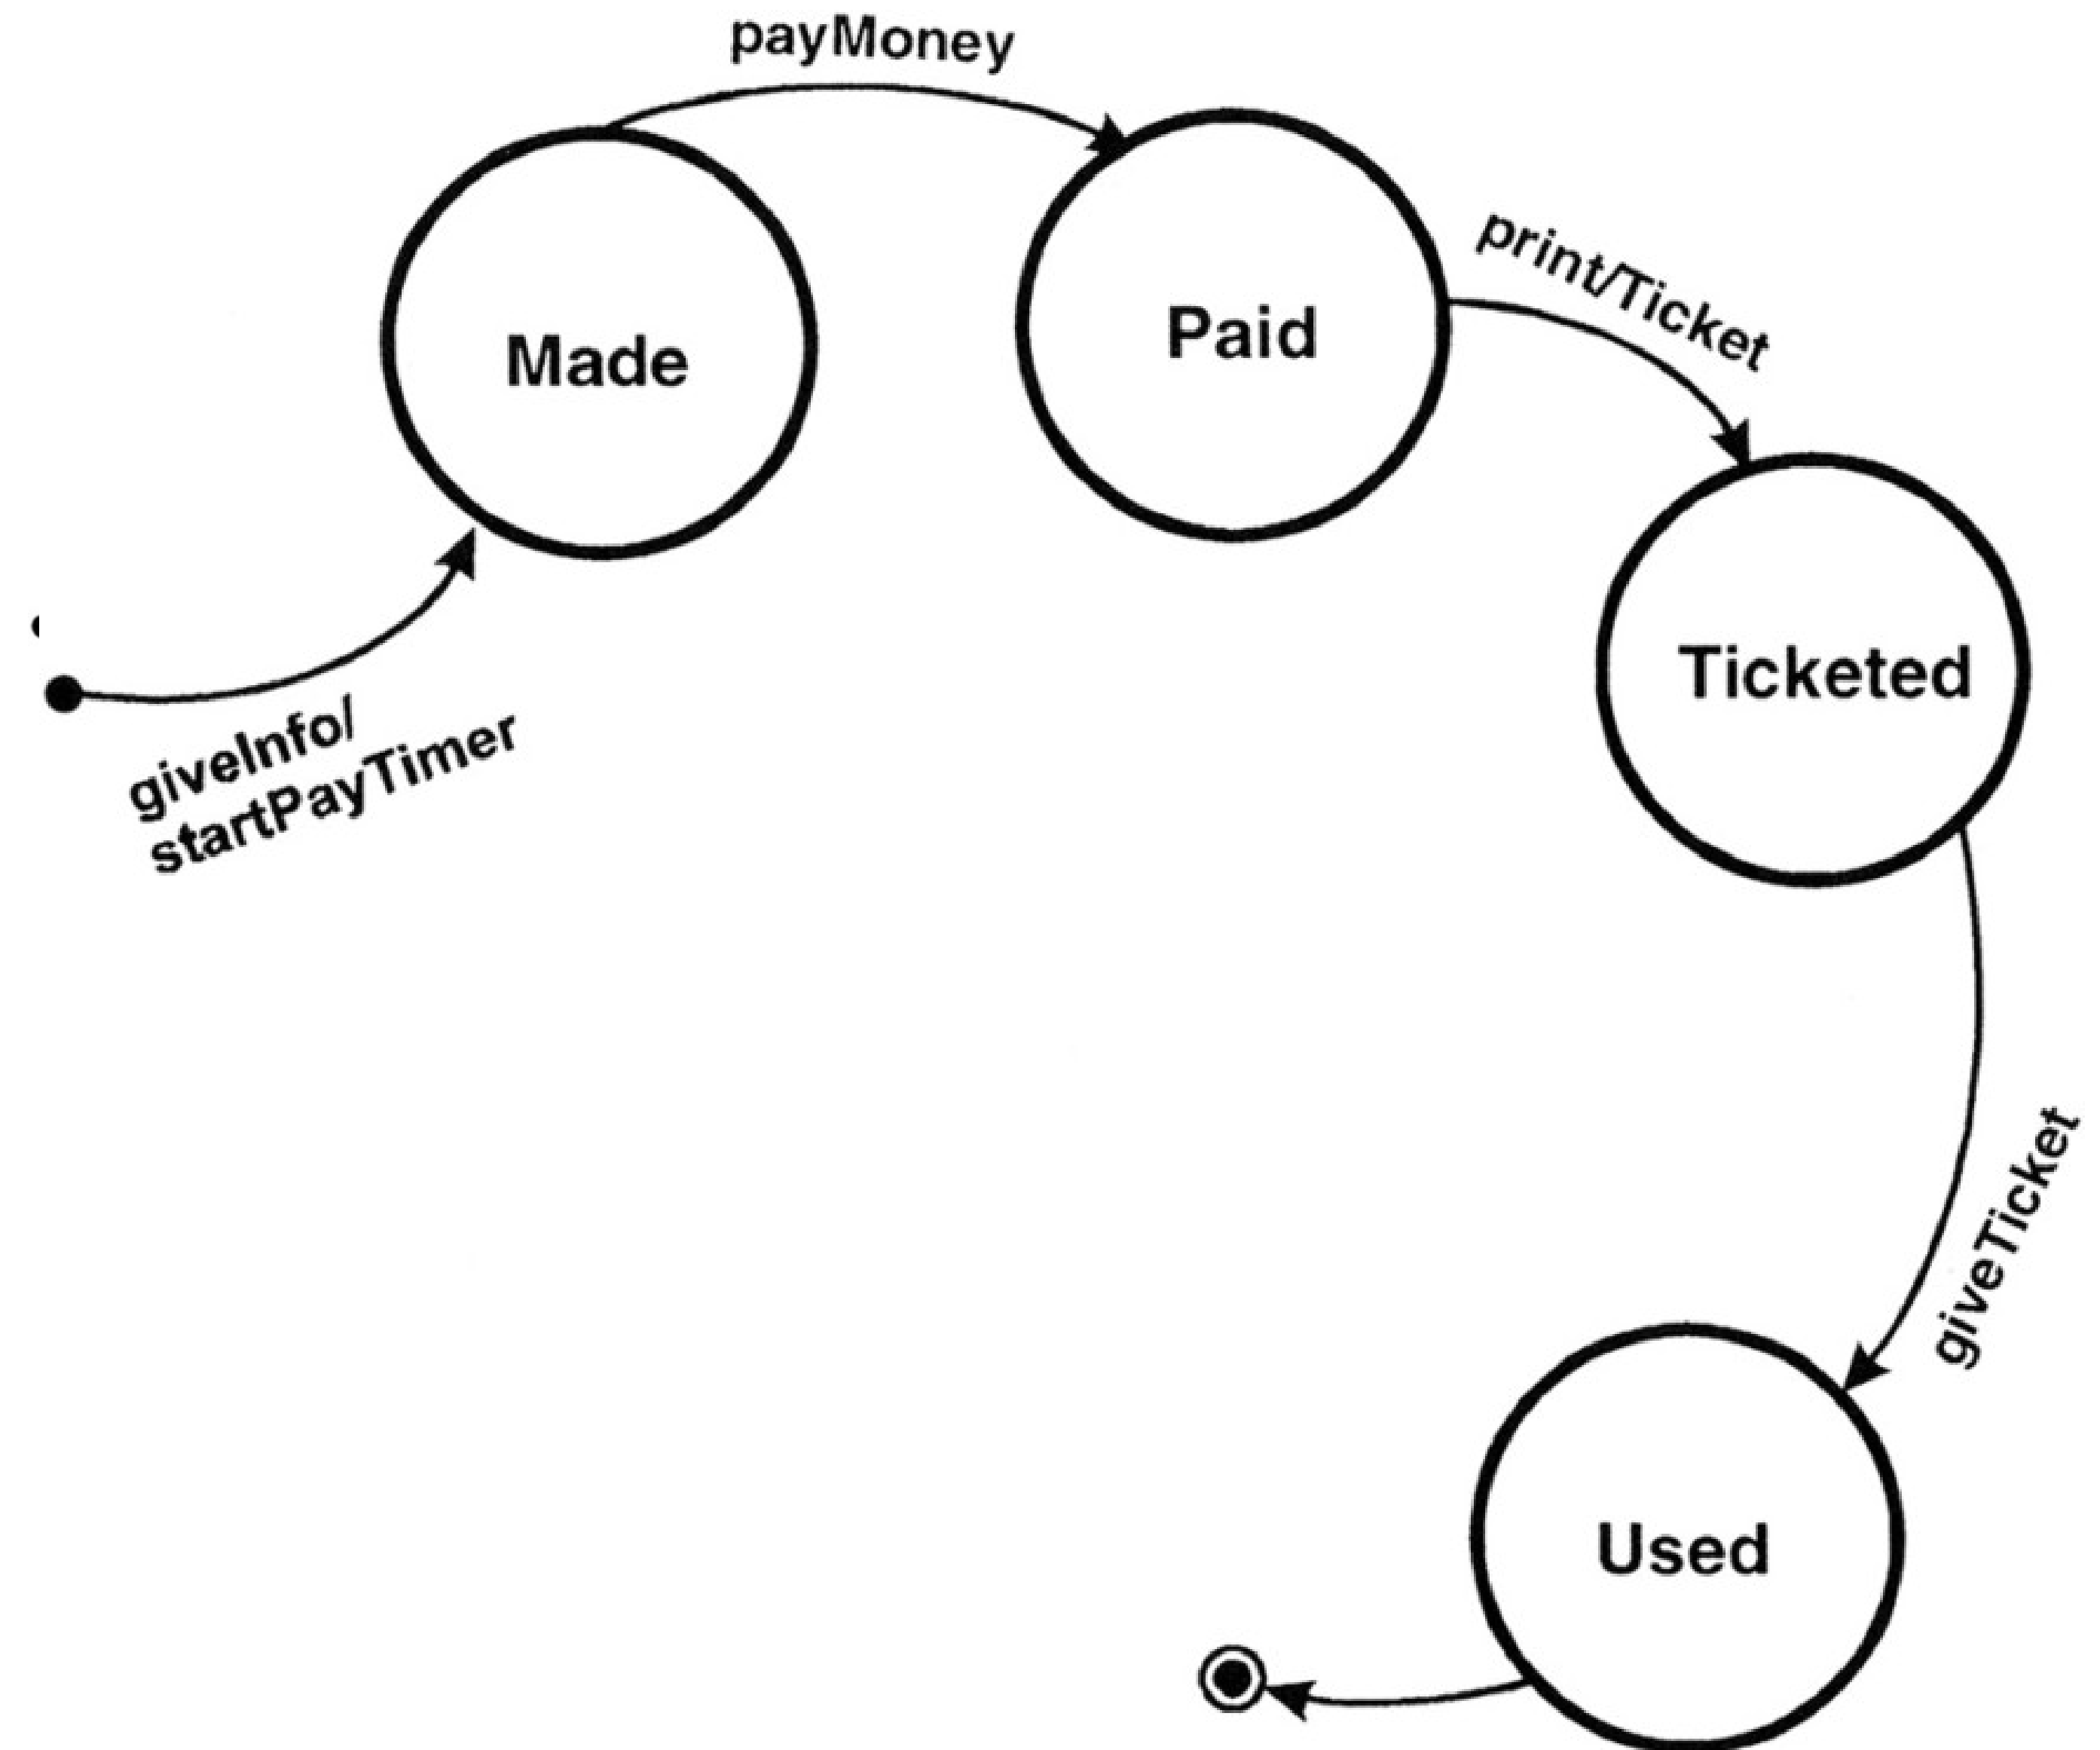 payMoney
print/Ticket
Made
Paid
Ticketed
giveInfo/
startPayTimer
giveTicket
Used